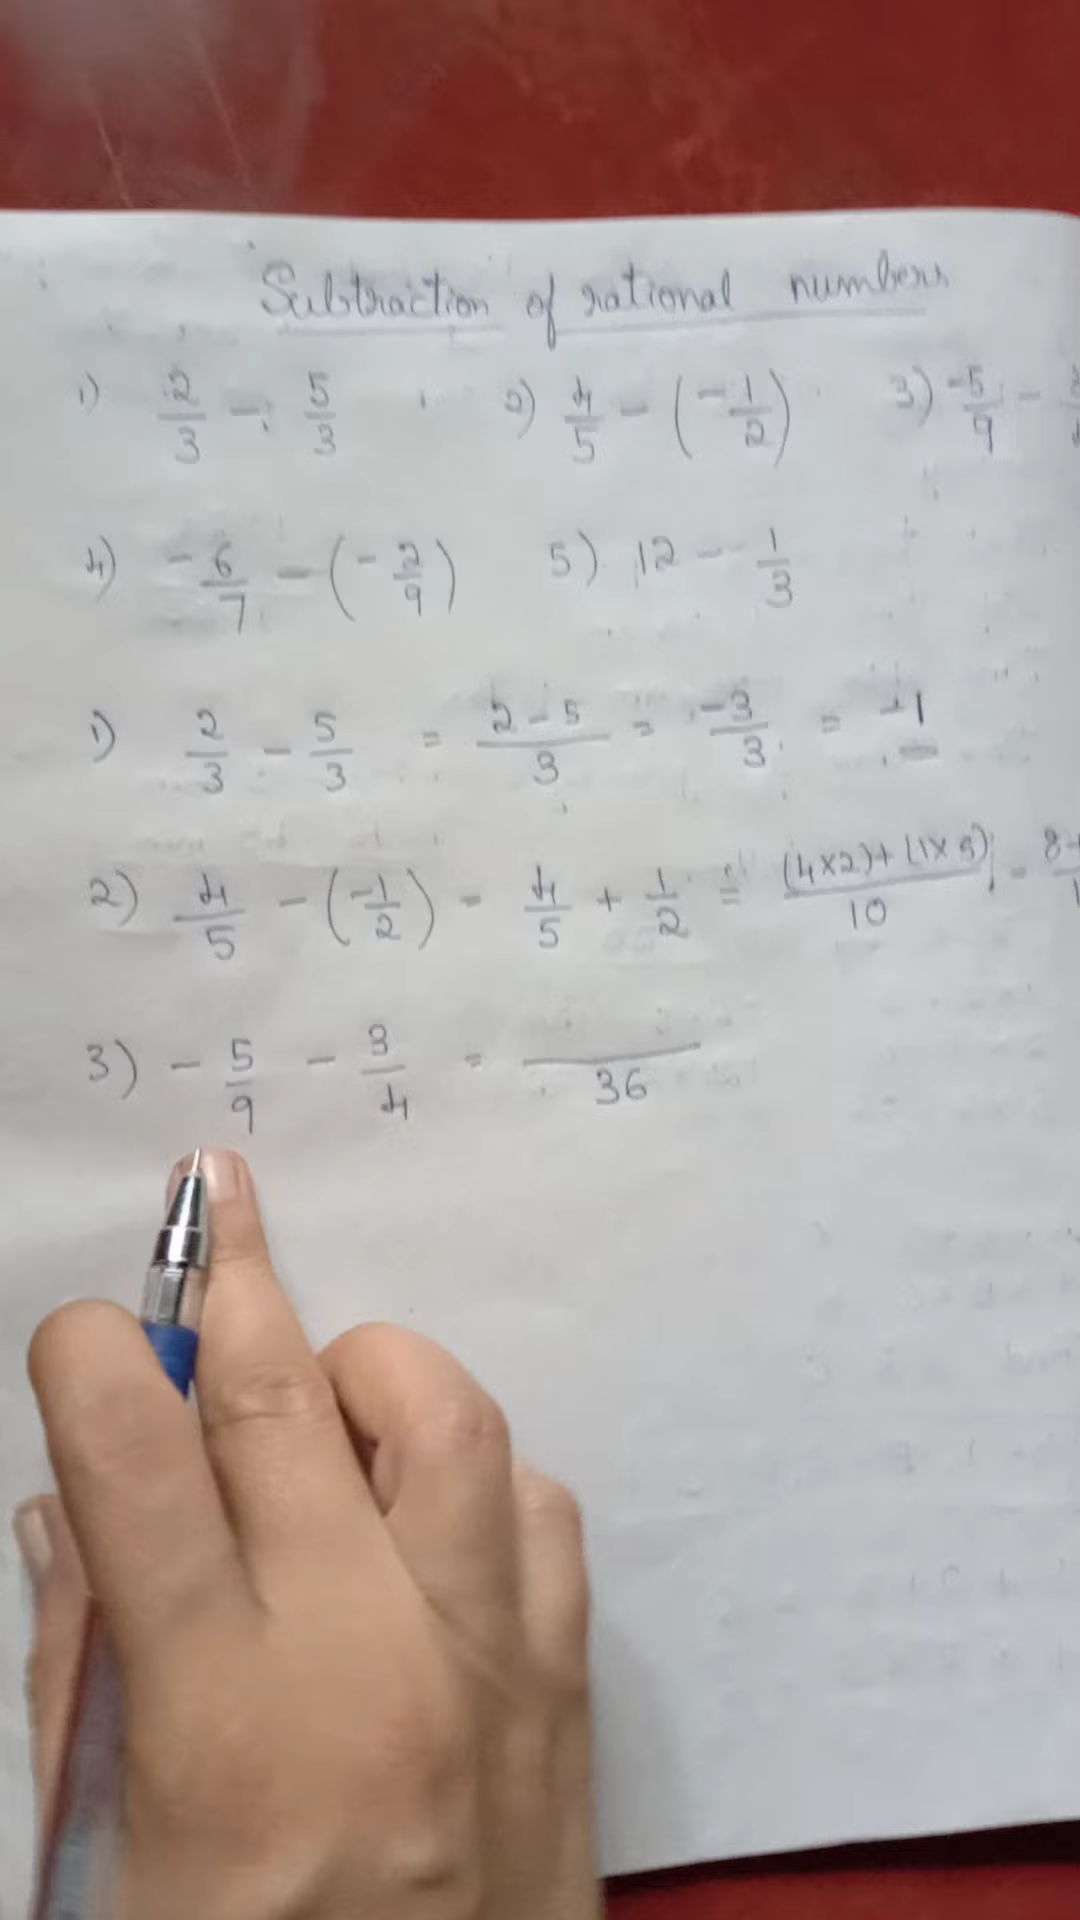 Subtraction of rational numbers
1) 2/3 - 5/3 2) 4/5 - (-1/2) 3) -5/9 -
4) -6/7 - (-2/9) 5) 12 - 1/3
1) 2/3 - 5/3 = (2-5)/3 = -3/3 = -1
2) 4/5 - (-1/2) = 4/5 + 1/2 = ((4×2)+(1×5))/10 = 8+
3) -5/9 - 3/4 = /36